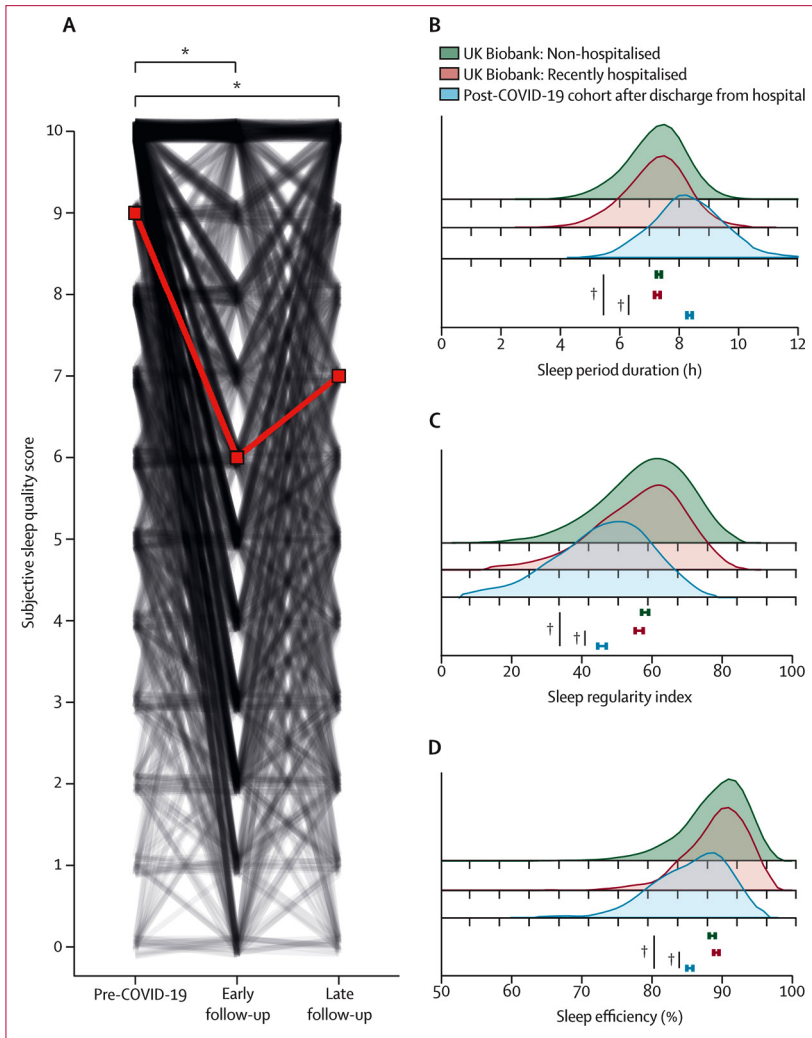 A
*
*
10
9
8
7
6
5
4
3
2
1
0
Subjective sleep quality score
Pre-COVID-19
Early
follow-up
Late
follow-up
B
UK Biobank: Non-hospitalised
UK Biobank: Recently hospitalised
Post-COVID-19 cohort after discharge from hospital
†
†
0 2 4 6 8 10 12
Sleep period duration (h)
C
†
†
0 20 40 60 80 100
Sleep regularity index
D
†
†
50 60 70 80 90 100
Sleep efficiency (%)